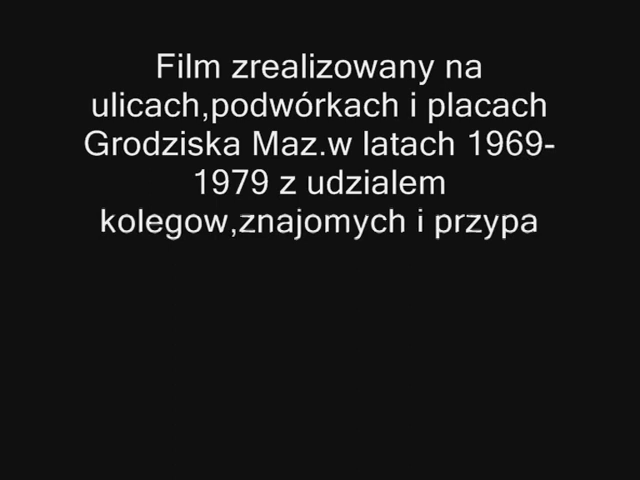 Film zrealizowany na
ulicach,podwórkach i placach
Grodziska Maz.w latach 1969-
1979 z udzialem
kolegow,znajomych i przypa